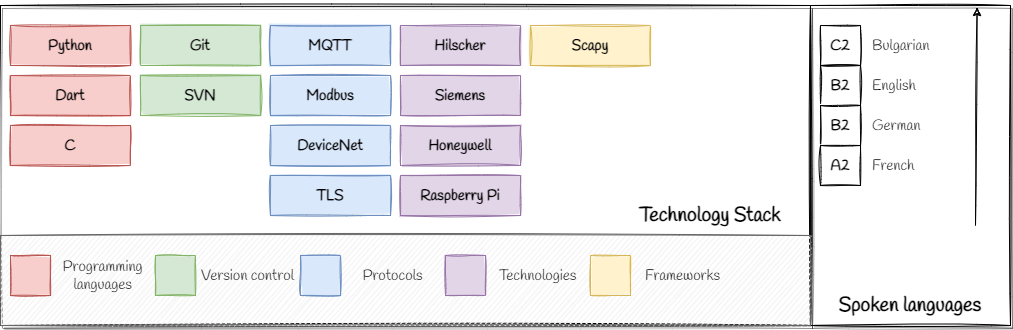 Python
Git
MQTT
Hilscher
Scapy
Dart
SVN
Modbus
Siemens
C
DeviceNet
Honeywell
TLS
Raspberry Pi
Technology Stack
Programming
languages
Version control
Protocols
Technologies
Frameworks
C2 Bulgarian
B2 English
B2 German
A2 French
Spoken languages